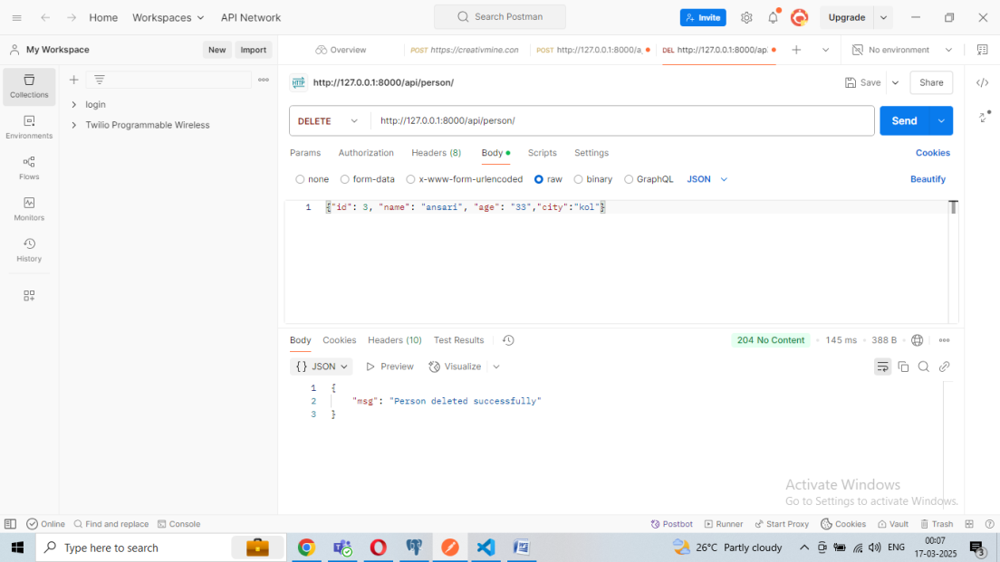 Home Workspaces API Network Search Postman Invite Upgrade
My Workspace New Import Overview POST https://creativmine.con POST http://127.0.0.1:8000/a DEL http://127.0.0.1:8000/ap No environment
Collections
Environments
Flows
Monitors
History
login
Twilio Programmable Wireless
HTTP http://127.0.0.1:8000/api/person/ Save Share
DELETE http://127.0.0.1:8000/api/person/ Send
Params Authorization Headers (8) Body Scripts Settings Cookies
none form-data x-www-form-urlencoded raw binary GraphQL JSON Beautify
1 {"id": 3, "name": "ansari", "age": "33","city":"kol"}
Body Cookies Headers (10) Test Results 204 No Content 145 ms 388 B
{} JSON Preview Visualize
1 {
2 "msg": "Person deleted successfully"
3 }
Activate Windows
Go to Settings to activate Windows.
Online Find and replace Console Postbot Runner Start Proxy Cookies Vault Trash
Type here to search 26°C Partly cloudy ENG 00:07
17-03-2025 3